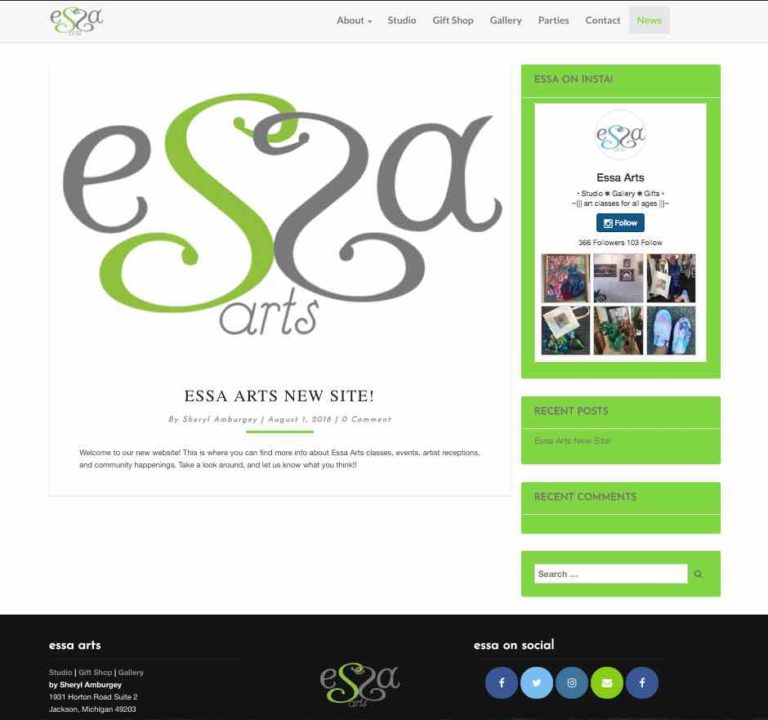 essa
arts
About Studio Gift Shop Gallery Parties Contact News
essa
arts
ESSA ARTS NEW SITE!
By Sheryl Amburgey | August 1, 2018 | 0 Comment
Welcome to our new website! This is where you can find more info about Essa Arts classes, events, artist receptions,
and community happenings. Take a look around, and let us know what you think!!
ESSA ON INSTA!
essa
Essa Arts
• Studio ✱ Gallery ✱ Gifts •
~{|| art classes for all ages ||}~
Follow
366 Followers 103 Follow
RECENT POSTS
Essa Arts New Site!
RECENT COMMENTS
Search ...
essa arts
Studio | Gift Shop | Gallery
by Sheryl Amburgey
1931 Horton Road Suite 2
Jackson, Michigan 49203
essa
arts
essa on social